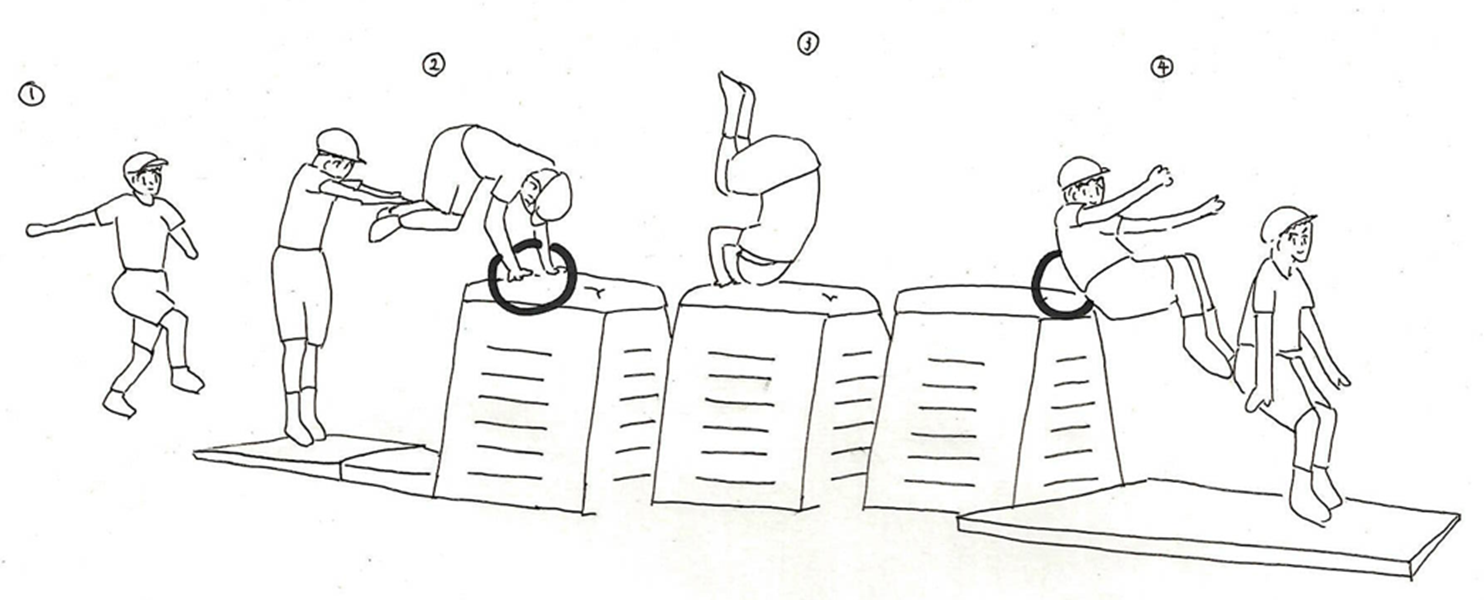 ①
②
③
④